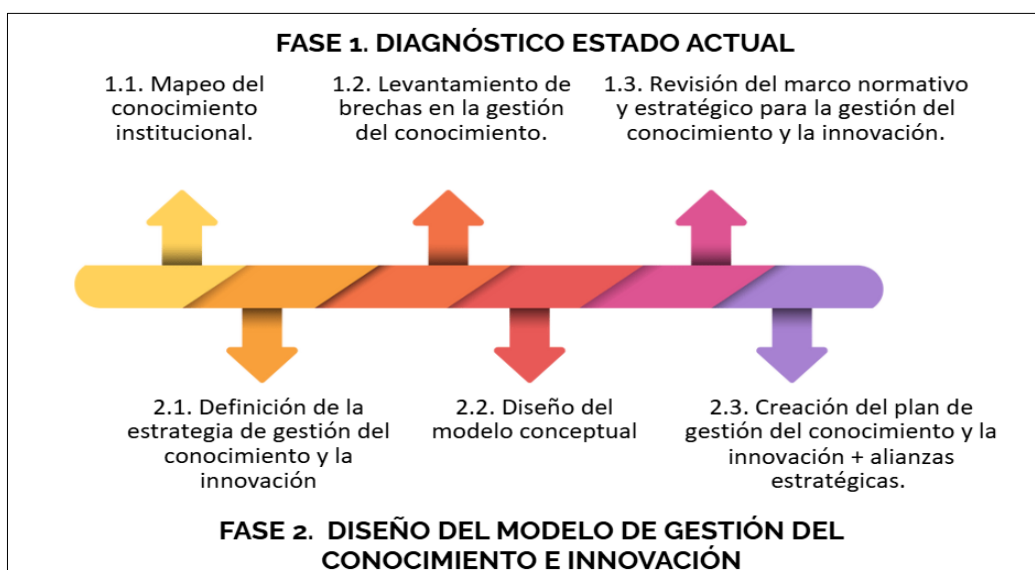 FASE 1. DIAGNÓSTICO ESTADO ACTUAL
1.1. Mapeo del
conocimiento
institucional.
1.2. Levantamiento de
brechas en la gestión
del conocimiento.
1.3. Revisión del marco normativo
y estratégico para la gestión del
conocimiento y la innovación.
2.1. Definición de la
estrategia de gestión del
conocimiento y la
innovación
2.2. Diseño del
modelo conceptual
2.3. Creación del plan de
gestión del conocimiento y la
innovación + alianzas
estratégicas.
FASE 2. DISEÑO DEL MODELO DE GESTIÓN DEL
CONOCIMIENTO E INNOVACIÓN